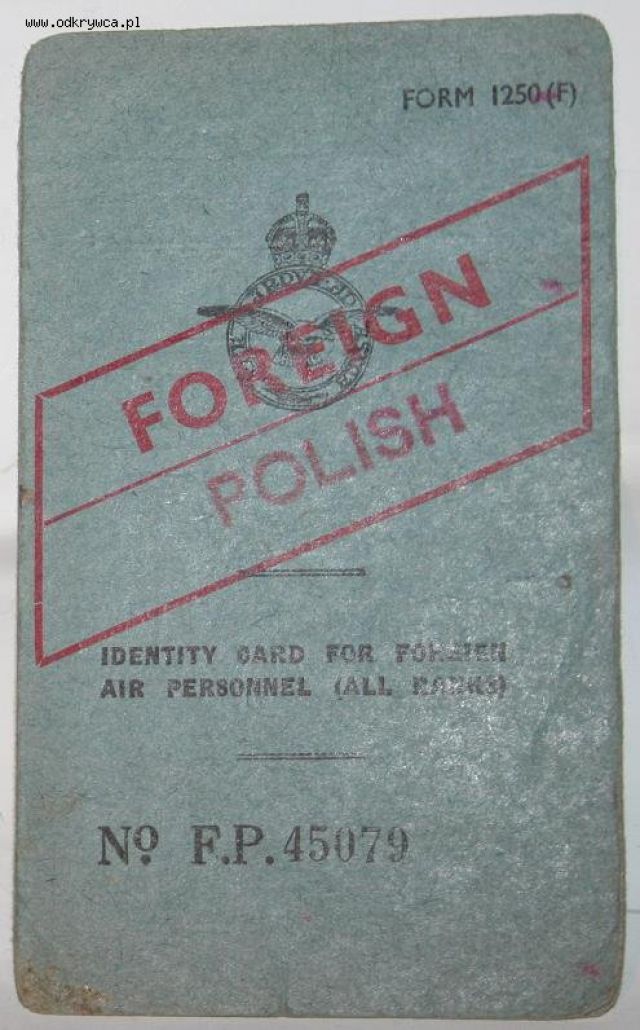 www.odkrywca.pl
FORM 1250 (F)
FOREIGN
POLISH
IDENTITY CARD FOR FOREIGN
AIR PERSONNEL (ALL RANKS)
Nº F.P. 45079